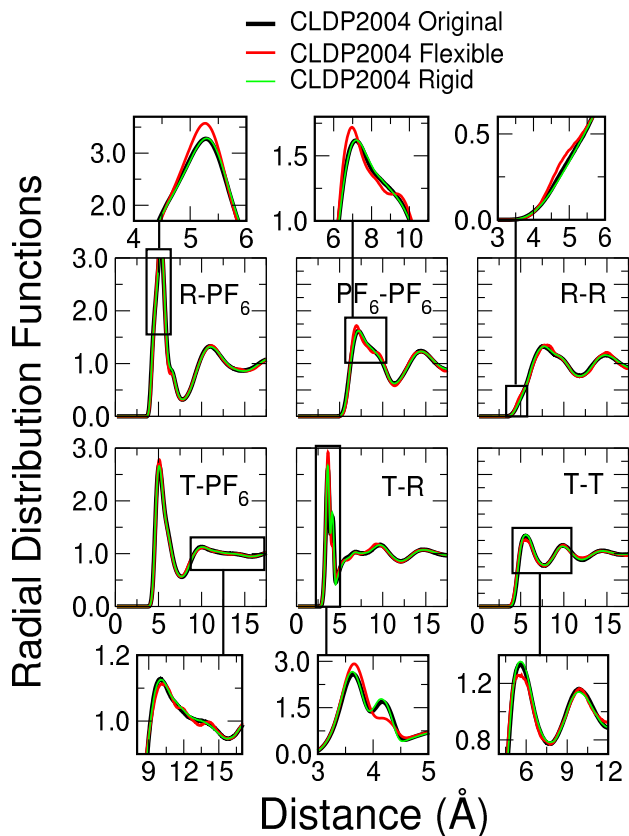 CLDP2004 Original
CLDP2004 Flexible
CLDP2004 Rigid
Radial Distribution Functions
3.0
2.5
2.0
4 5 6
1.5
1.0
6 8 10
0.5
0.0
3 4 5 6
3.0
2.0
1.0
0.0
R-PF6
PF6-PF6
R-R
3.0
2.0
1.0
0.0
T-PF6
T-R
T-T
0 5 10 15
0 5 10 15
0 5 10 15
1.2
1.0
9 12 15
3.0
1.5
0.0
3 4 5
1.2
0.8
6 8 10 12
Distance (Å)